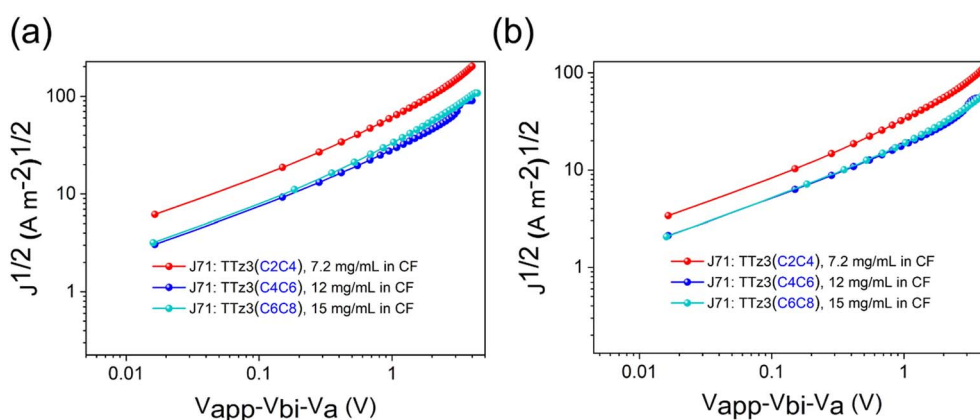 (a)
J1/2 (A m-2)1/2
100
10
1
J71: TTz3(C2C4), 7.2 mg/mL in CF
J71: TTz3(C4C6), 12 mg/mL in CF
J71: TTz3(C6C8), 15 mg/mL in CF
0.01 0.1 1
Vapp-Vbi-Va (V)
(b)
J1/2 (A m-2)1/2
100
10
1
J71: TTz3(C2C4), 7.2 mg/mL in CF
J71: TTz3(C4C6), 12 mg/mL in CF
J71: TTz3(C6C8), 15 mg/mL in CF
0.01 0.1 1
Vapp-Vbi-Va (V)